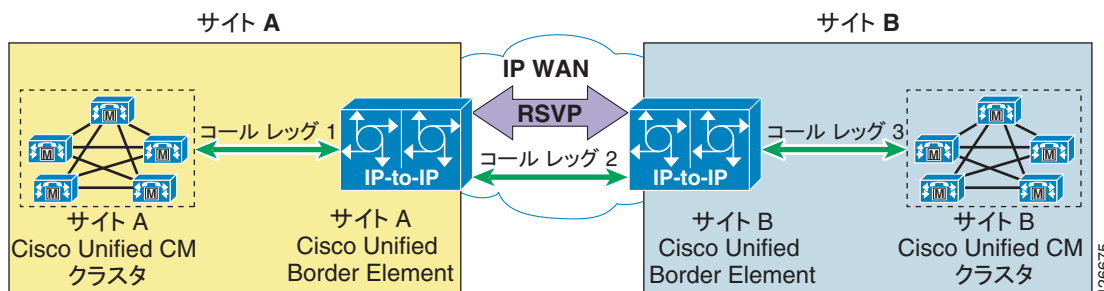 サイト A
サイト B
IP WAN
RSVP
コール レッグ 1
コール レッグ 2
コール レッグ 3
IP-to-IP
IP-to-IP
M
M
M
M
M
M
M
M
M
M
サイト A
Cisco Unified CM
クラスタ
サイト A
Cisco Unified
Border Element
サイト B
Cisco Unified
Border Element
サイト B
Cisco Unified CM
クラスタ